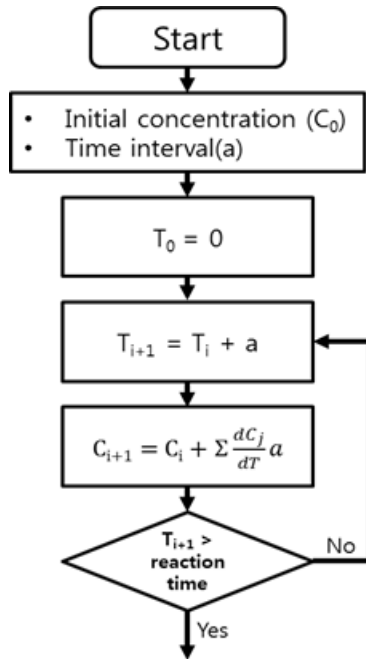 Start
• Initial concentration (C₀)
• Time interval(a)
T₀ = 0
Tᵢ₊₁ = Tᵢ + a
Cᵢ₊₁ = Cᵢ + Σ dCⱼ/dT a
Tᵢ₊₁ >
reaction
time
No
Yes